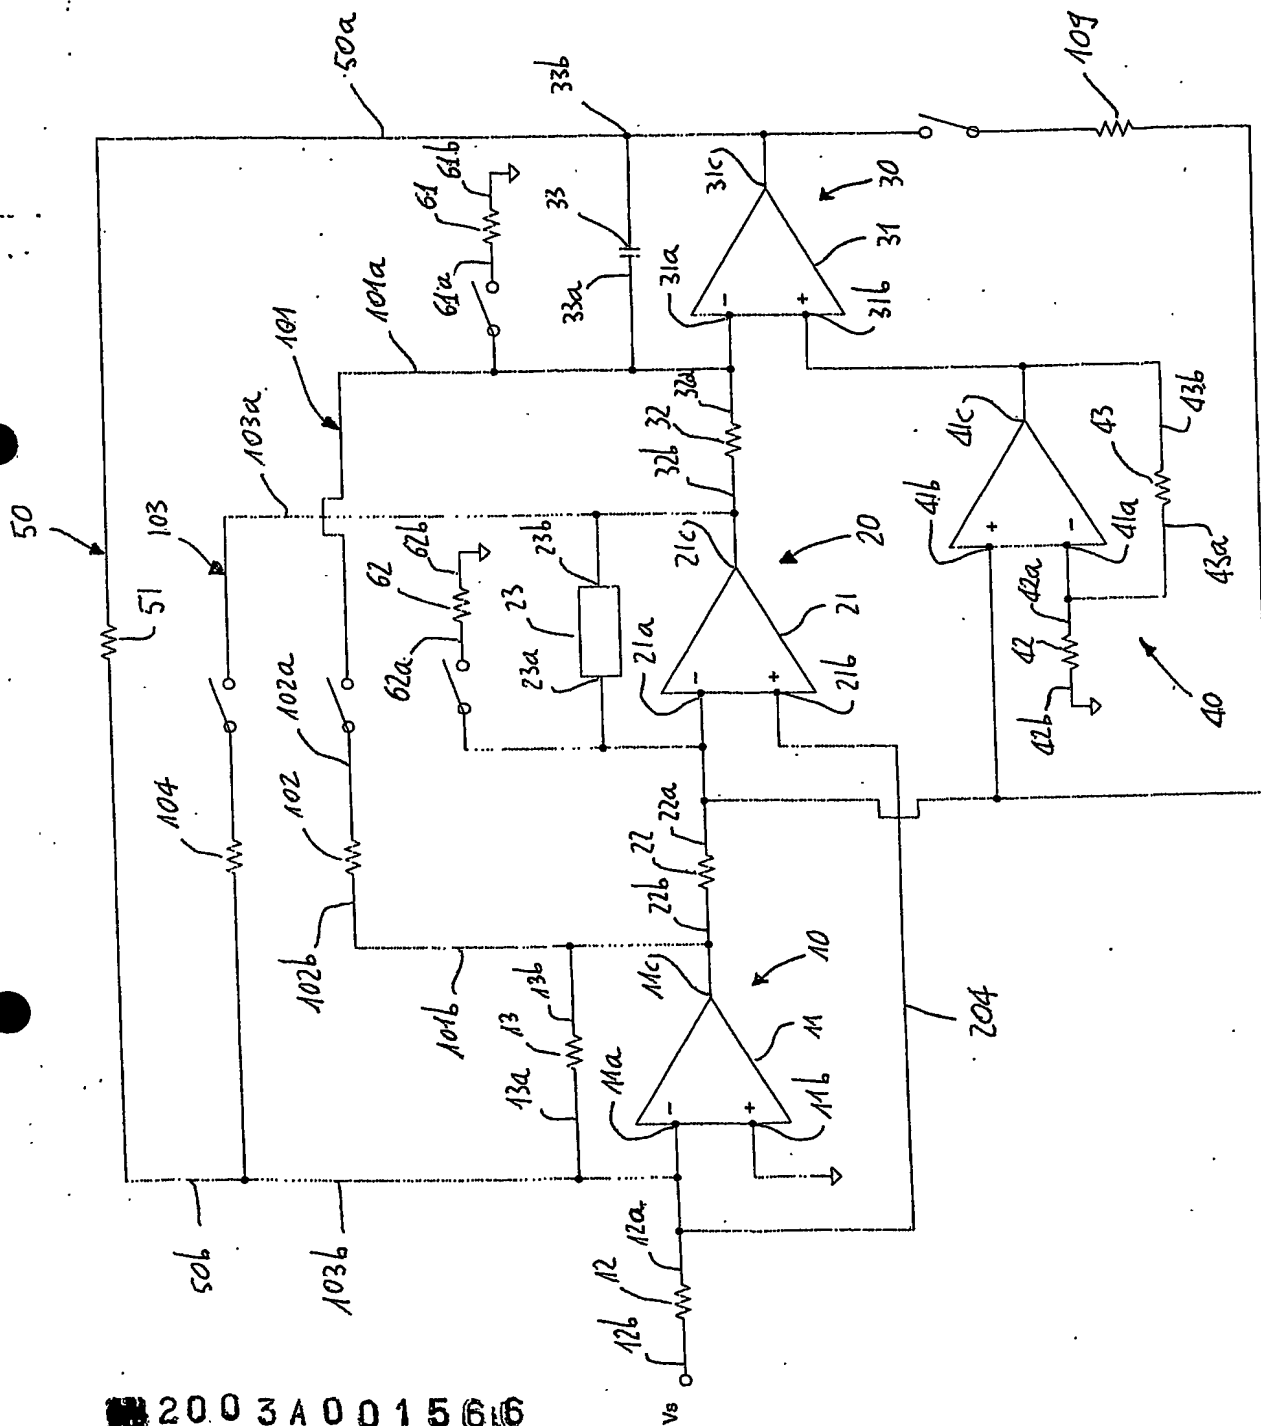 50
50a
51
103
103a
101
101a
61a
61
61b
33b
33
33a
109
104
102
102a
102b
62a
62
62b
23
23a
23b
101b
13
13a
13b
50b
103b
11a
11c
11b
11
10
22b
22
22a
21a
21c
21b
21
20
32b
32
32a
31a
31c
31b
31
30
41b
41c
41a
42a
42
42b
43
43a
43b
40
204
12b
12
12a
Vs
- + - + - + + -
2003A001566